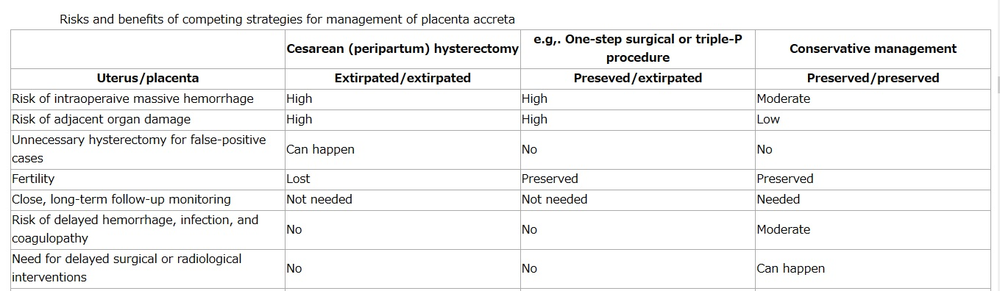 Risks and benefits of competing strategies for management of placenta accreta
Cesarean (peripartum) hysterectomy
e.g,. One-step surgical or triple-P
procedure
Conservative management
Uterus/placenta
Extirpated/extirpated
Preseved/extirpated
Preserved/preserved
Risk of intraoperaive massive hemorrhage
High
High
Moderate
Risk of adjacent organ damage
High
High
Low
Unnecessary hysterectomy for false-positive
cases
Can happen
No
No
Fertility
Lost
Preserved
Preserved
Close, long-term follow-up monitoring
Not needed
Not needed
Needed
Risk of delayed hemorrhage, infection, and
coagulopathy
No
No
Moderate
Need for delayed surgical or radiological
interventions
No
No
Can happen